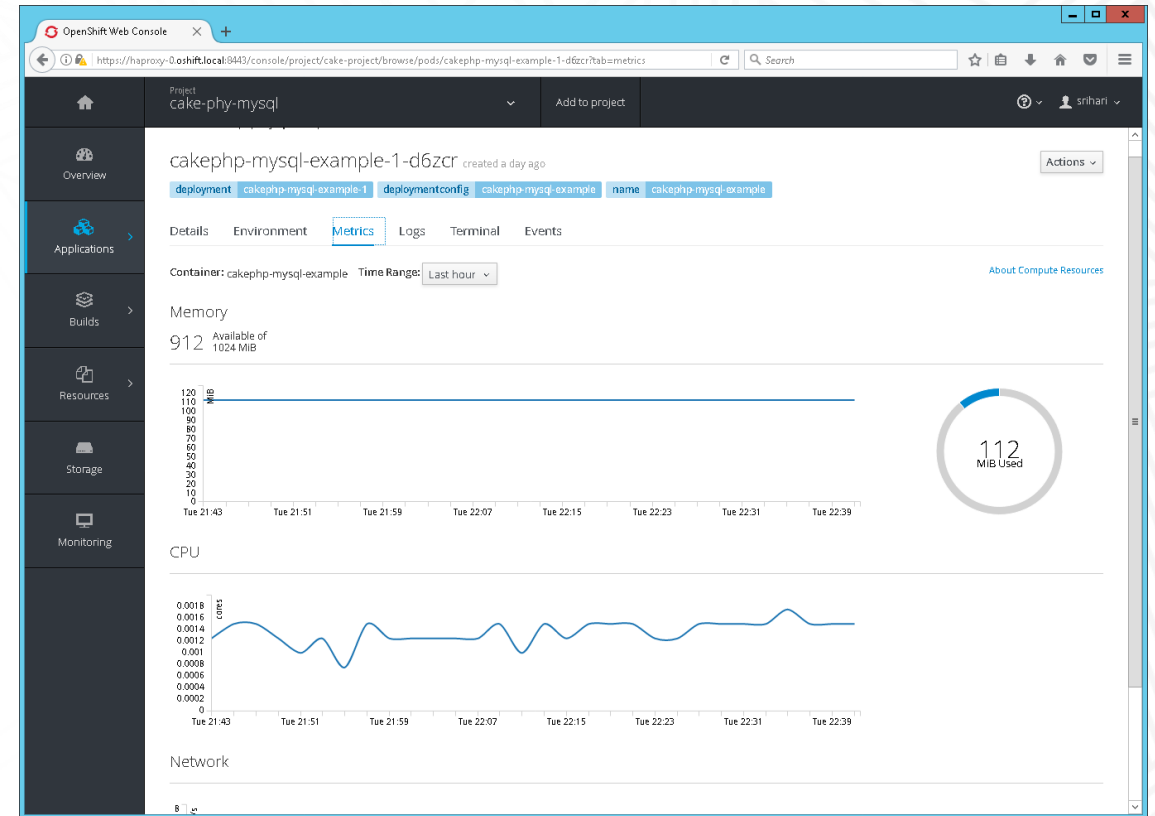 OpenShift Web Console
https://haproxy-0.oshift.local:8443/console/project/cake-project/browse/pods/cakephp-mysql-example-1-d6zcr?tab=metrics
Search
Project
cake-phy-mysql
Add to project
srihari
Overview
Applications
Builds
Resources
Storage
Monitoring
cakephp-mysql-example-1-d6zcr created a day ago
Actions
deployment cakephp-mysql-example-1 deploymentconfig cakephp-mysql-example name cakephp-mysql-example
Details Environment Metrics Logs Terminal Events
Container: cakephp-mysql-example Time Range: Last hour
About Compute Resources
Memory
912 Available of
1024 MiB
MiB
120
110
100
90
80
70
60
50
40
30
20
10
0
Tue 21:43 Tue 21:51 Tue 21:59 Tue 22:07 Tue 22:15 Tue 22:23 Tue 22:31 Tue 22:39
112
MiB Used
CPU
cores
0.0018
0.0016
0.0014
0.0012
0.001
0.0008
0.0006
0.0004
0.0002
0
Tue 21:43 Tue 21:51 Tue 21:59 Tue 22:07 Tue 22:15 Tue 22:23 Tue 22:31 Tue 22:39
Network
8